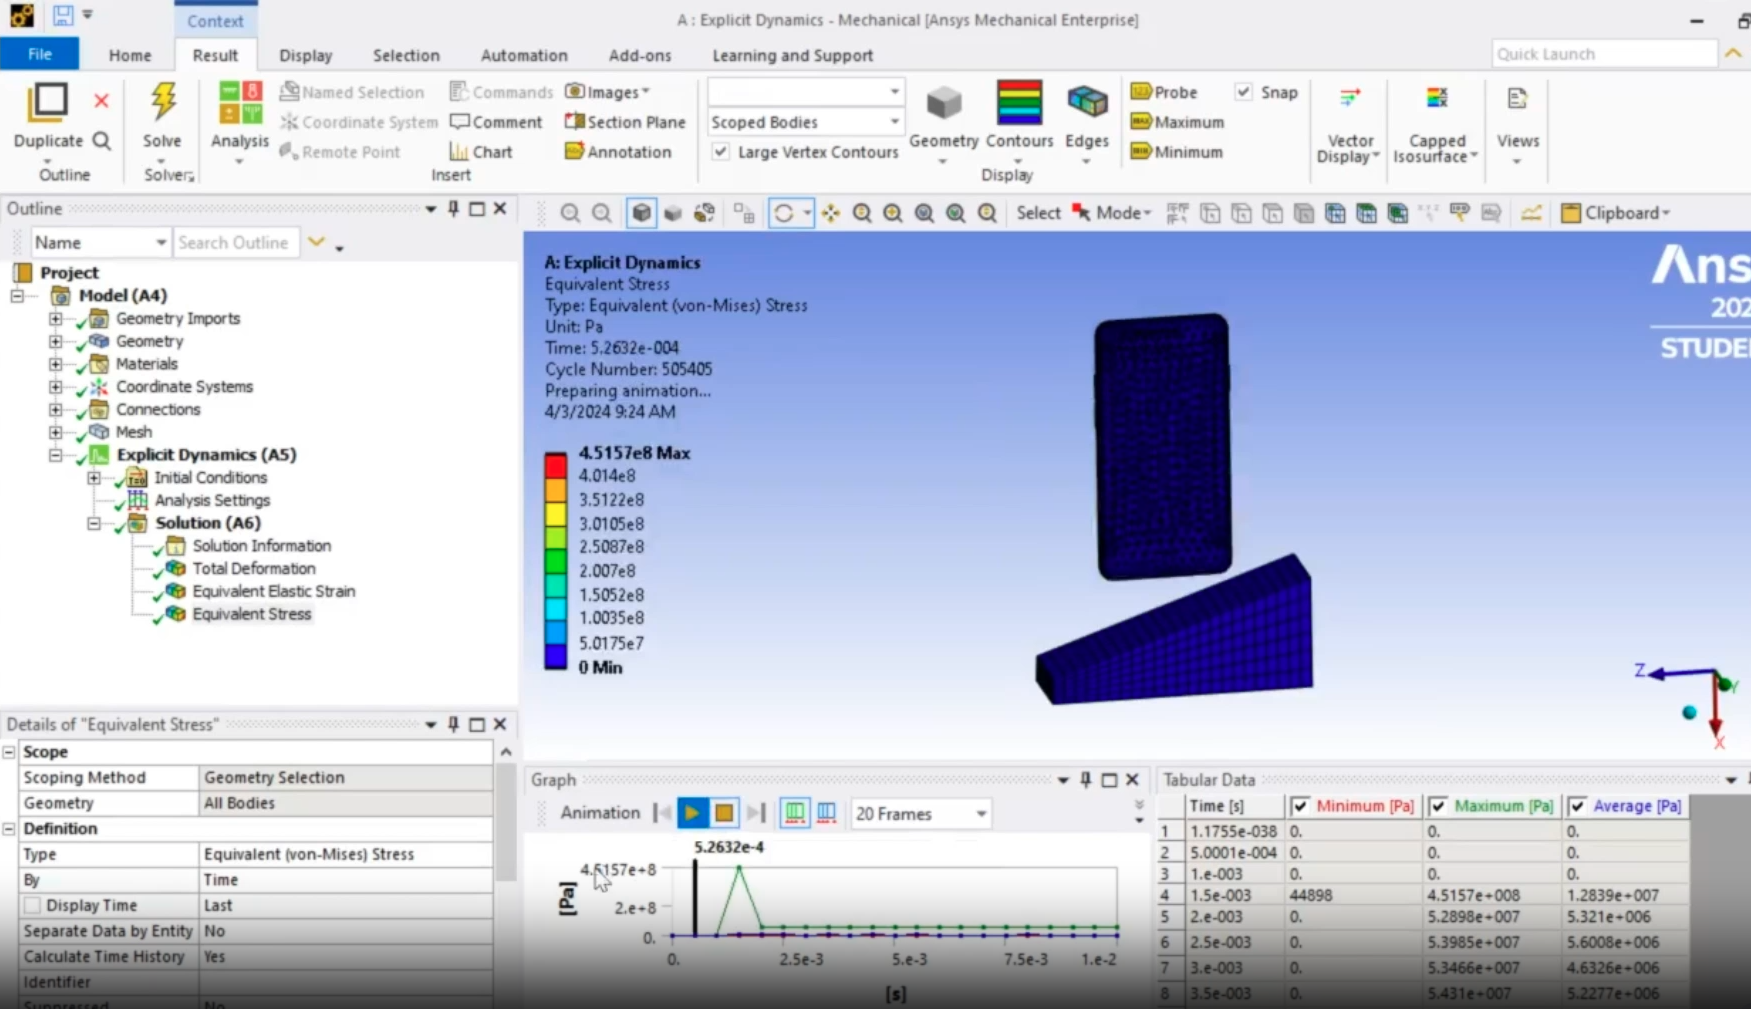 Context
A : Explicit Dynamics - Mechanical [Ansys Mechanical Enterprise]
File Home Result Display Selection Automation Add-ons Learning and Support Quick Launch
Duplicate
Outline
Solve
Solver
Analysis
Named Selection
Coordinate System
Remote Point
Commands
Comment
Chart
Images
Section Plane
Annotation
Insert
Scoped Bodies
Large Vertex Contours
Geometry
Contours
Edges
Probe
Maximum
Minimum
Snap
Display
Vector
Display
Capped
Isosurface
Views
Outline
Name Search Outline
Select Mode Clipboard
Project
Model (A4)
Geometry Imports
Geometry
Materials
Coordinate Systems
Connections
Mesh
Explicit Dynamics (A5)
Initial Conditions
Analysis Settings
Solution (A6)
Solution Information
Total Deformation
Equivalent Elastic Strain
Equivalent Stress
A: Explicit Dynamics
Equivalent Stress
Type: Equivalent (von-Mises) Stress
Unit: Pa
Time: 5.2632e-004
Cycle Number: 505405
Preparing animation...
4/3/2024 9:24 AM
4.5157e8 Max
4.014e8
3.5122e8
3.0105e8
2.5087e8
2.007e8
1.5052e8
1.0035e8
5.0175e7
0 Min
Ans
202
STUDE
Z
Y
X
Details of "Equivalent Stress"
Scope
Scoping Method Geometry Selection
Geometry All Bodies
Definition
Type Equivalent (von-Mises) Stress
By Time
Display Time Last
Separate Data by Entity No
Calculate Time History Yes
Identifier
Suppressed No
Graph
Animation 20 Frames
5.2632e-4
4.5157e+8
2.e+8
0.
[Pa]
0. 2.5e-3 5.e-3 7.5e-3 1.e-2
[s]
Tabular Data
Time [s] Minimum [Pa] Maximum [Pa] Average [Pa]
1 1.1755e-038 0. 0. 0.
2 5.0001e-004 0. 0. 0.
3 1.e-003 0. 0. 0.
4 1.5e-003 44898 4.5157e+008 1.2839e+007
5 2.e-003 0. 5.2898e+007 5.321e+006
6 2.5e-003 0. 5.3985e+007 5.6008e+006
7 3.e-003 0. 5.3466e+007 4.6326e+006
8 3.5e-003 0. 5.431e+007 5.2277e+006